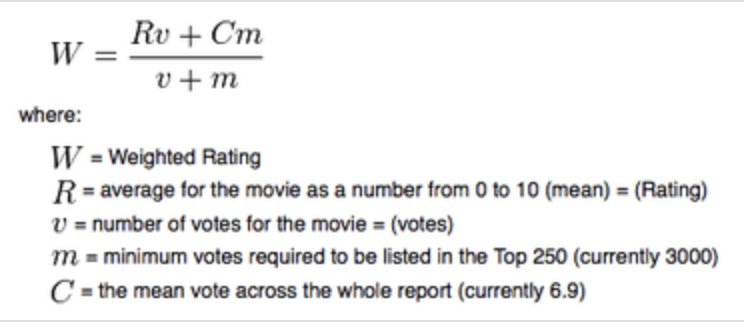 W = \frac{Rv + Cm}{v + m}
where:
W = Weighted Rating
R = average for the movie as a number from 0 to 10 (mean) = (Rating)
v = number of votes for the movie = (votes)
m = minimum votes required to be listed in the Top 250 (currently 3000)
C = the mean vote across the whole report (currently 6.9)